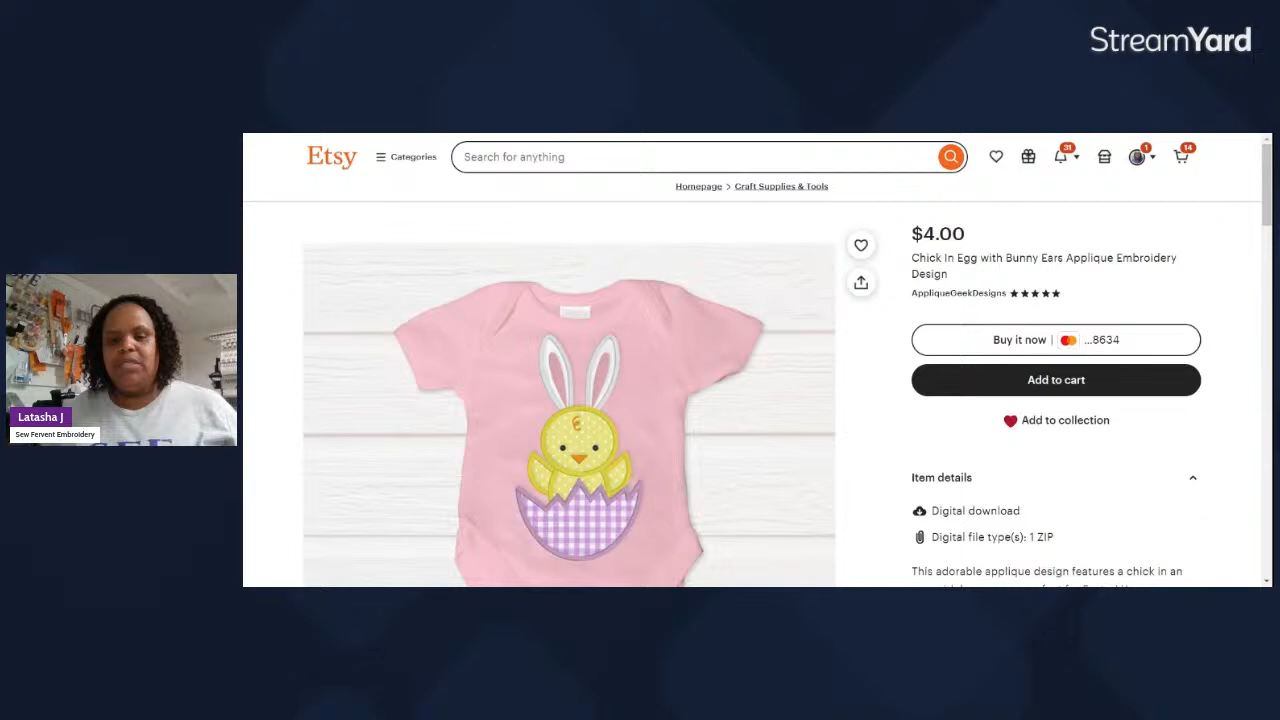 StreamYard
Etsy
Categories
Search for anything
31
1
14
Homepage > Craft Supplies & Tools
$4.00
Chick In Egg with Bunny Ears Applique Embroidery
Design
AppliqueGeekDesigns
Buy it now | ...8634
Add to cart
Add to collection
Item details
Digital download
Digital file type(s): 1 ZIP
This adorable applique design features a chick in an
Latasha J
Sew Fervent Embroidery